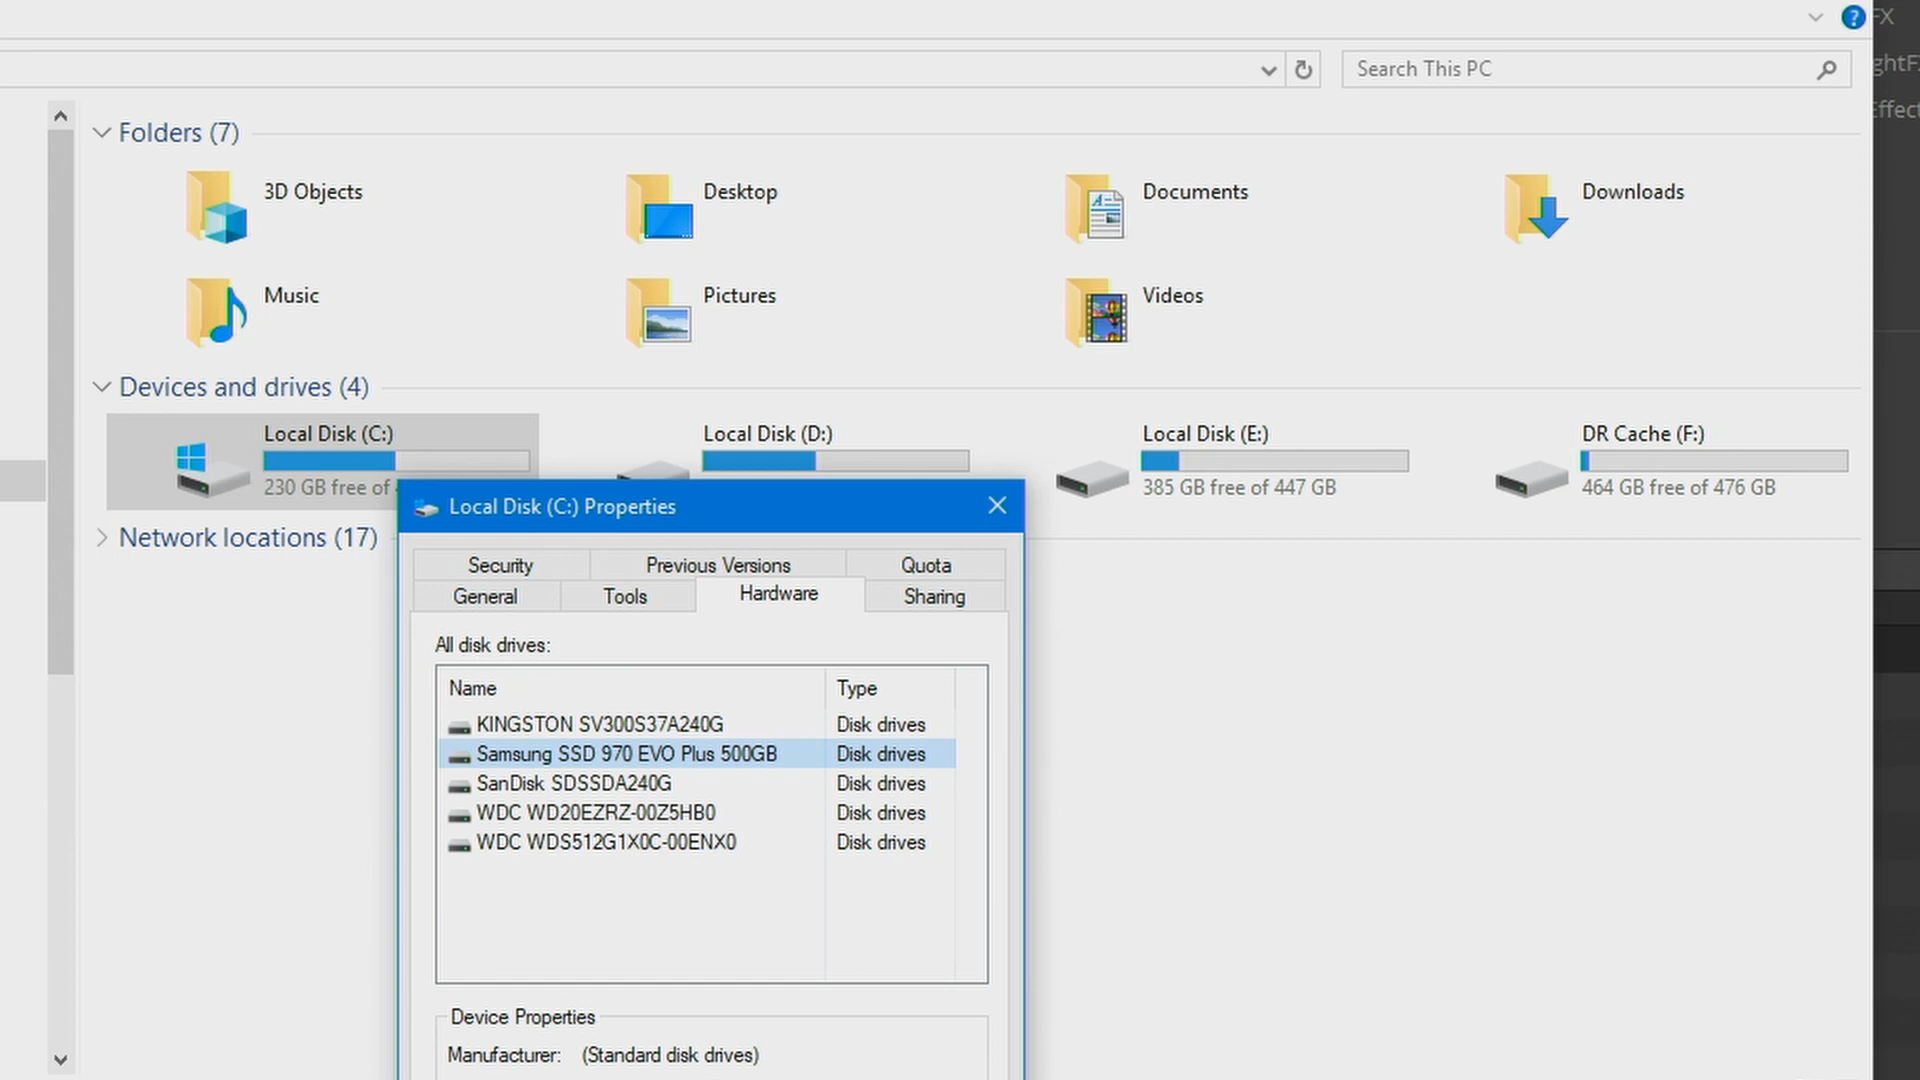 FX
Search This PC
ghtF
Effect
Folders (7)
3D Objects
Desktop
Documents
Downloads
Music
Pictures
Videos
Devices and drives (4)
Local Disk (C:)
Local Disk (D:)
Local Disk (E:)
DR Cache (F:)
230 GB free of
385 GB free of 447 GB
464 GB free of 476 GB
Local Disk (C:) Properties
Network locations (17)
Security
Previous Versions
Quota
General
Tools
Hardware
Sharing
All disk drives:
Name
Type
KINGSTON SV300S37A240G
Disk drives
Samsung SSD 970 EVO Plus 500GB
Disk drives
SanDisk SDSSDA240G
Disk drives
WDC WD20EZRZ-00Z5HB0
Disk drives
WDC WDS512G1X0C-00ENX0
Disk drives
Device Properties
Manufacturer: (Standard disk drives)